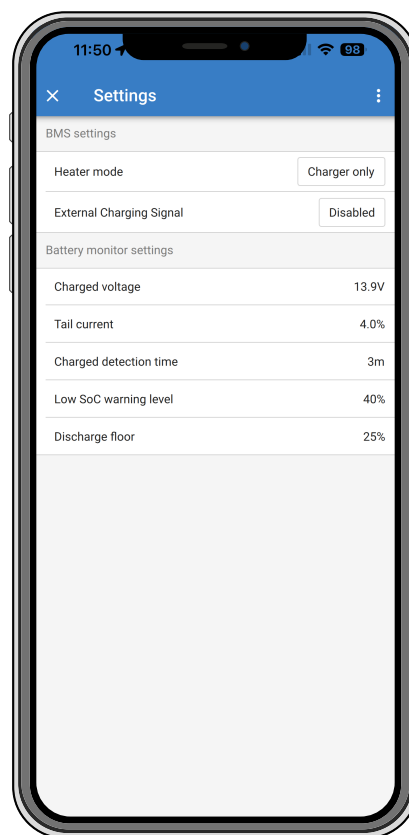 11:50 98
Settings
BMS settings
Heater mode Charger only
External Charging Signal Disabled
Battery monitor settings
Charged voltage 13.9V
Tail current 4.0%
Charged detection time 3m
Low SoC warning level 40%
Discharge floor 25%